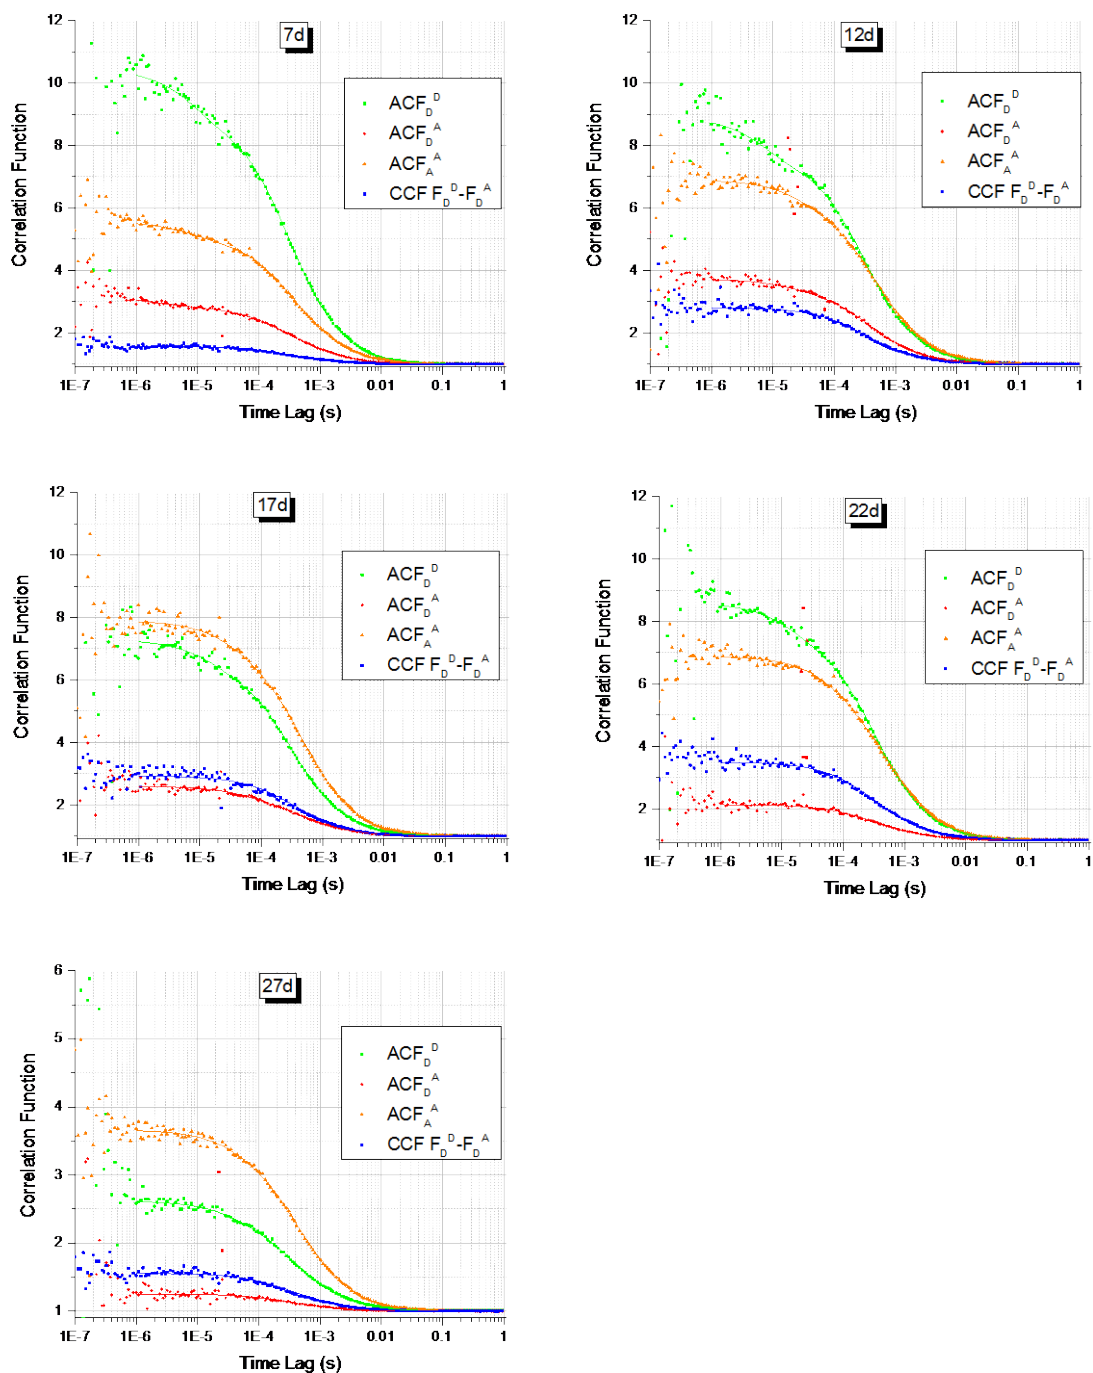 7d
12
10
8
6
4
2
Correlation Function
ACF_D^D
ACF_D^A
ACF_A^A
CCF F_D^D-F_D^A
1E-7 1E-6 1E-5 1E-4 1E-3 0.01 0.1 1
Time Lag (s)
12d
12
10
8
6
4
2
Correlation Function
ACF_D^D
ACF_D^A
ACF_A^A
CCF F_D^D-F_D^A
1E-7 1E-6 1E-5 1E-4 1E-3 0.01 0.1 1
Time Lag (s)
17d
12
10
8
6
4
2
Correlation Function
ACF_D^D
ACF_D^A
ACF_A^A
CCF F_D^D-F_D^A
1E-7 1E-6 1E-5 1E-4 1E-3 0.01 0.1 1
Time Lag (s)
22d
12
10
8
6
4
2
Correlation Function
ACF_D^D
ACF_D^A
ACF_A^A
CCF F_D^D-F_D^A
1E-7 1E-6 1E-5 1E-4 1E-3 0.01 0.1 1
Time Lag (s)
27d
6
5
4
3
2
1
Correlation Function
ACF_D^D
ACF_D^A
ACF_A^A
CCF F_D^D-F_D^A
1E-7 1E-6 1E-5 1E-4 1E-3 0.01 0.1 1
Time Lag (s)